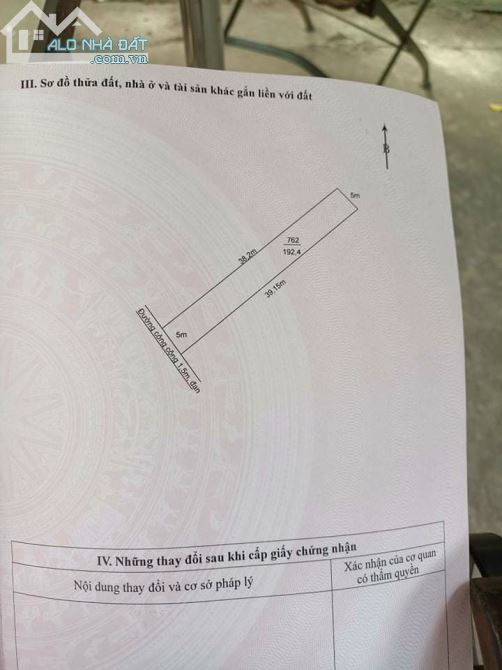 ALO NHÀ ĐẤT
.com.vn
III. Sơ đồ thửa đất, nhà ở và tài sản khác gắn liền với đất
B
5m
762
192,4
38,2m
39,15m
5m
Đường công cộng 1,5m, đan
IV. Những thay đổi sau khi cấp giấy chứng nhận
Nội dung thay đổi và cơ sở pháp lý
Xác nhận của cơ quan
có thẩm quyền